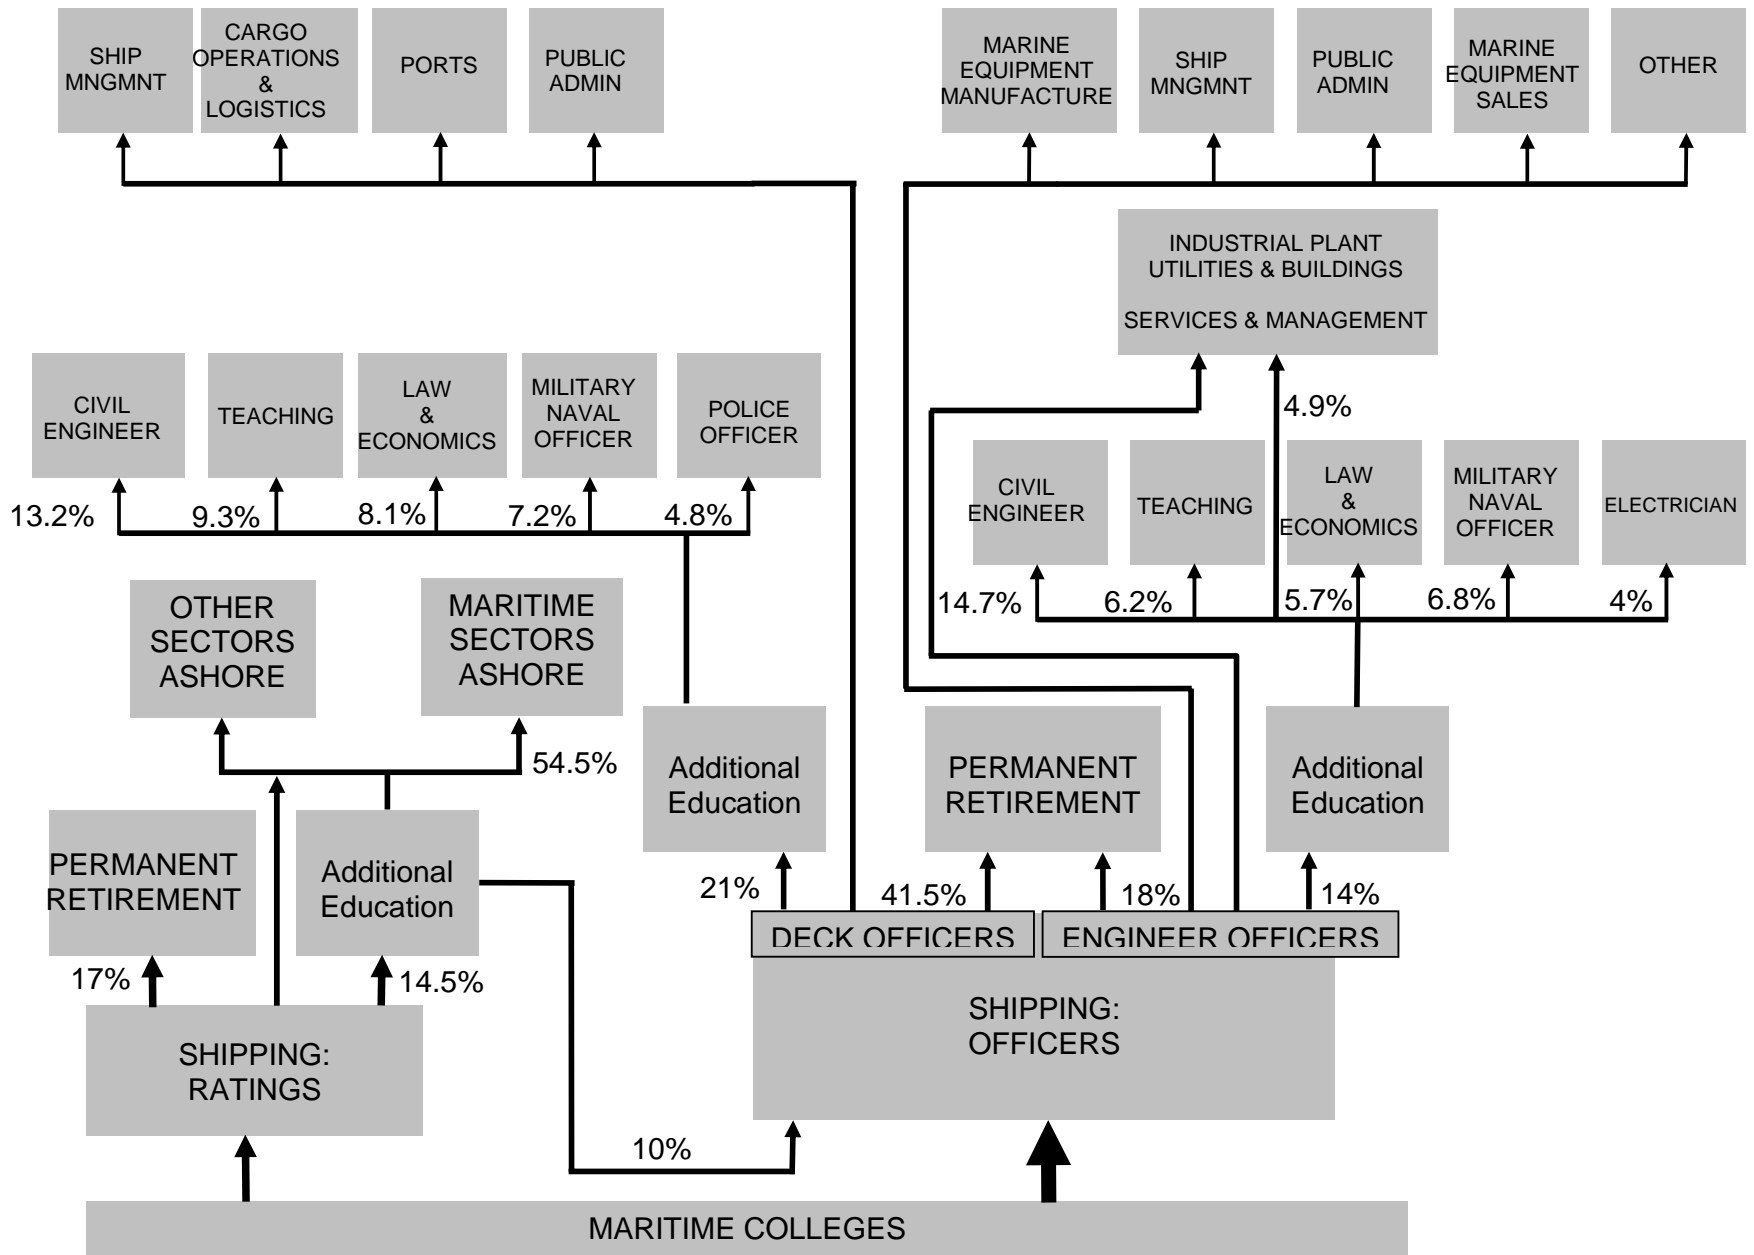 SHIP
MNGMNT
CARGO
OPERATIONS
&
LOGISTICS
PORTS
PUBLIC
ADMIN
MARINE
EQUIPMENT
MANUFACTURE
SHIP
MNGMNT
PUBLIC
ADMIN
MARINE
EQUIPMENT
SALES
OTHER
INDUSTRIAL PLANT
UTILITIES & BUILDINGS
SERVICES & MANAGEMENT
CIVIL
ENGINEER
TEACHING
LAW
&
ECONOMICS
MILITARY
NAVAL
OFFICER
POLICE
OFFICER
4.9%
13.2%
9.3%
8.1%
7.2%
4.8%
CIVIL
ENGINEER
TEACHING
LAW
&
ECONOMICS
MILITARY
NAVAL
OFFICER
ELECTRICIAN
14.7%
6.2%
5.7%
6.8%
4%
OTHER
SECTORS
ASHORE
MARITIME
SECTORS
ASHORE
54.5%
Additional
Education
PERMANENT
RETIREMENT
Additional
Education
PERMANENT
RETIREMENT
Additional
Education
21%
41.5%
18%
14%
DECK OFFICERS
ENGINEER OFFICERS
17%
14.5%
SHIPPING:
OFFICERS
SHIPPING:
RATINGS
10%
MARITIME COLLEGES